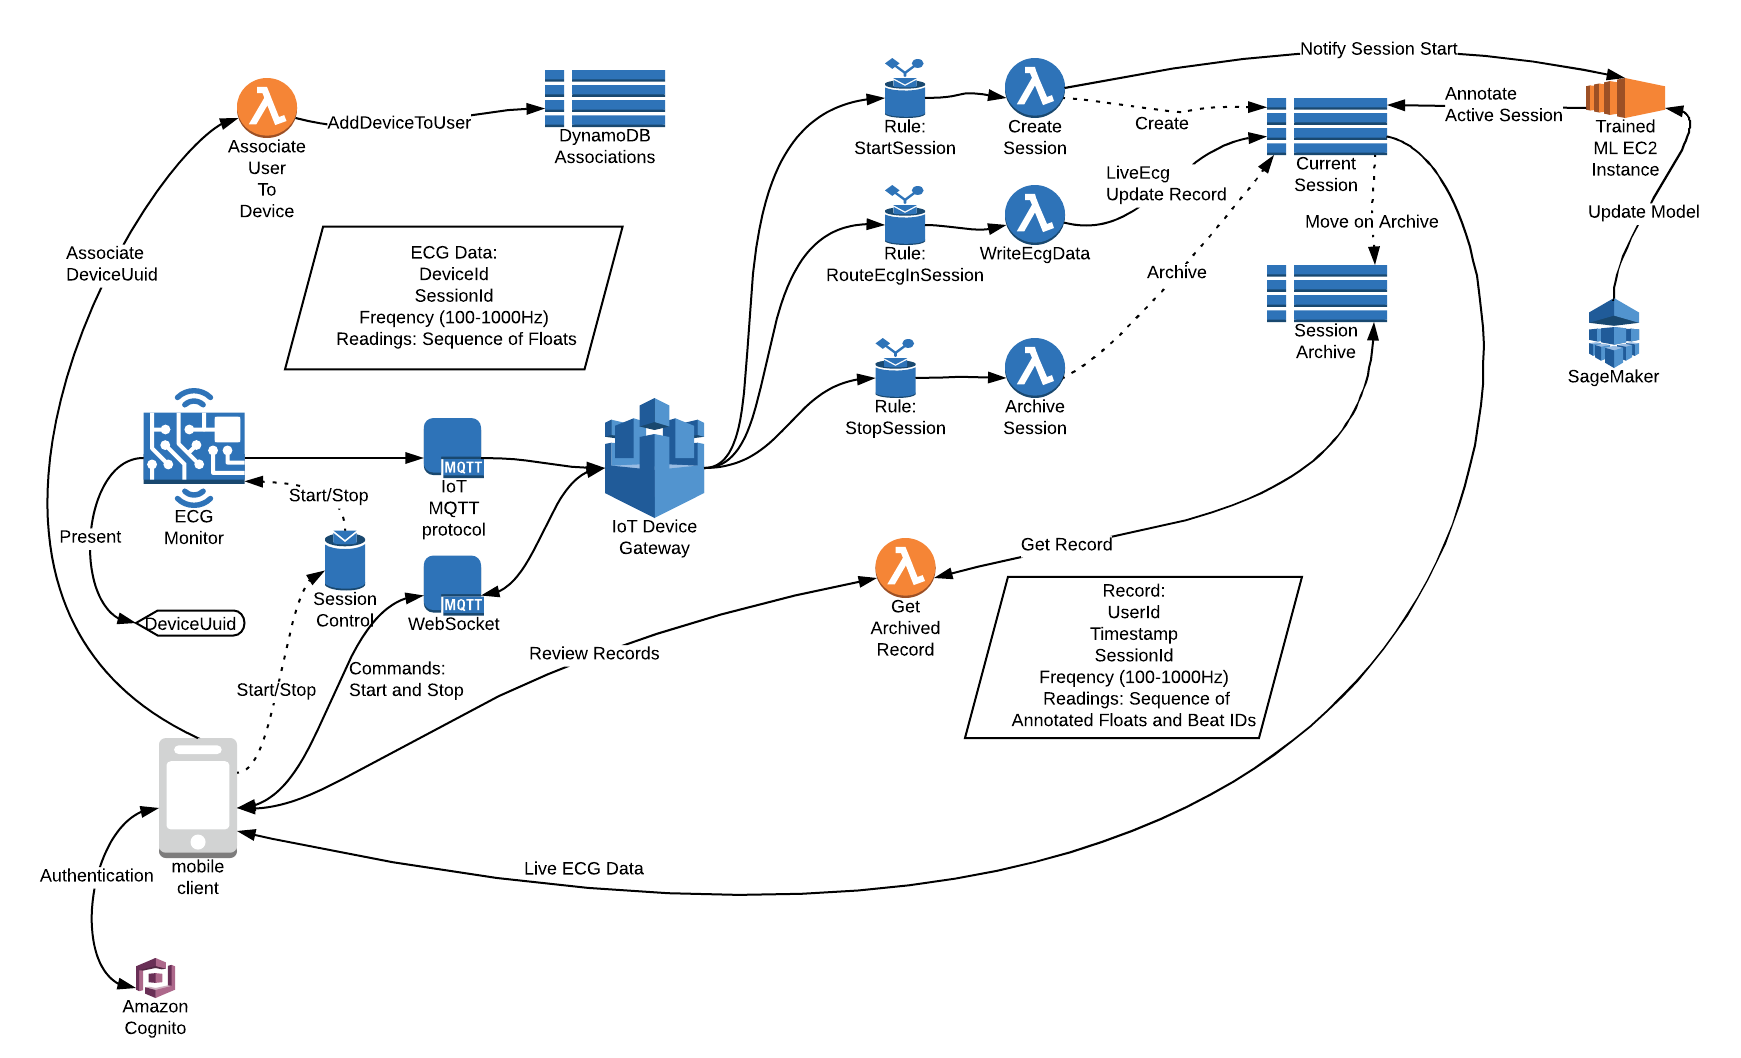 Notify Session Start
Annotate
Active Session
Trained
ML EC2
Instance
Rule:
StartSession
Create
Session
Create
Current
Session
AddDeviceToUser
DynamoDB
Associations
Associate
User
To
Device
LiveEcg
Update Record
Update Model
Move on Archive
Associate
DeviceUuid
ECG Data:
DeviceId
SessionId
Freqency (100-1000Hz)
Readings: Sequence of Floats
Rule:
RouteEcgInSession
WriteEcgData
Archive
Session
Archive
SageMaker
Rule:
StopSession
Archive
Session
MQTT
IoT
MQTT
protocol
Start/Stop
ECG
Monitor
Present
IoT Device
Gateway
Get Record
Session
Control
MQTT
WebSocket
DeviceUuid
Get
Archived
Record
Record:
UserId
Timestamp
SessionId
Freqency (100-1000Hz)
Readings: Sequence of
Annotated Floats and Beat IDs
Review Records
Commands:
Start and Stop
Start/Stop
mobile
client
Live ECG Data
Authentication
Amazon
Cognito